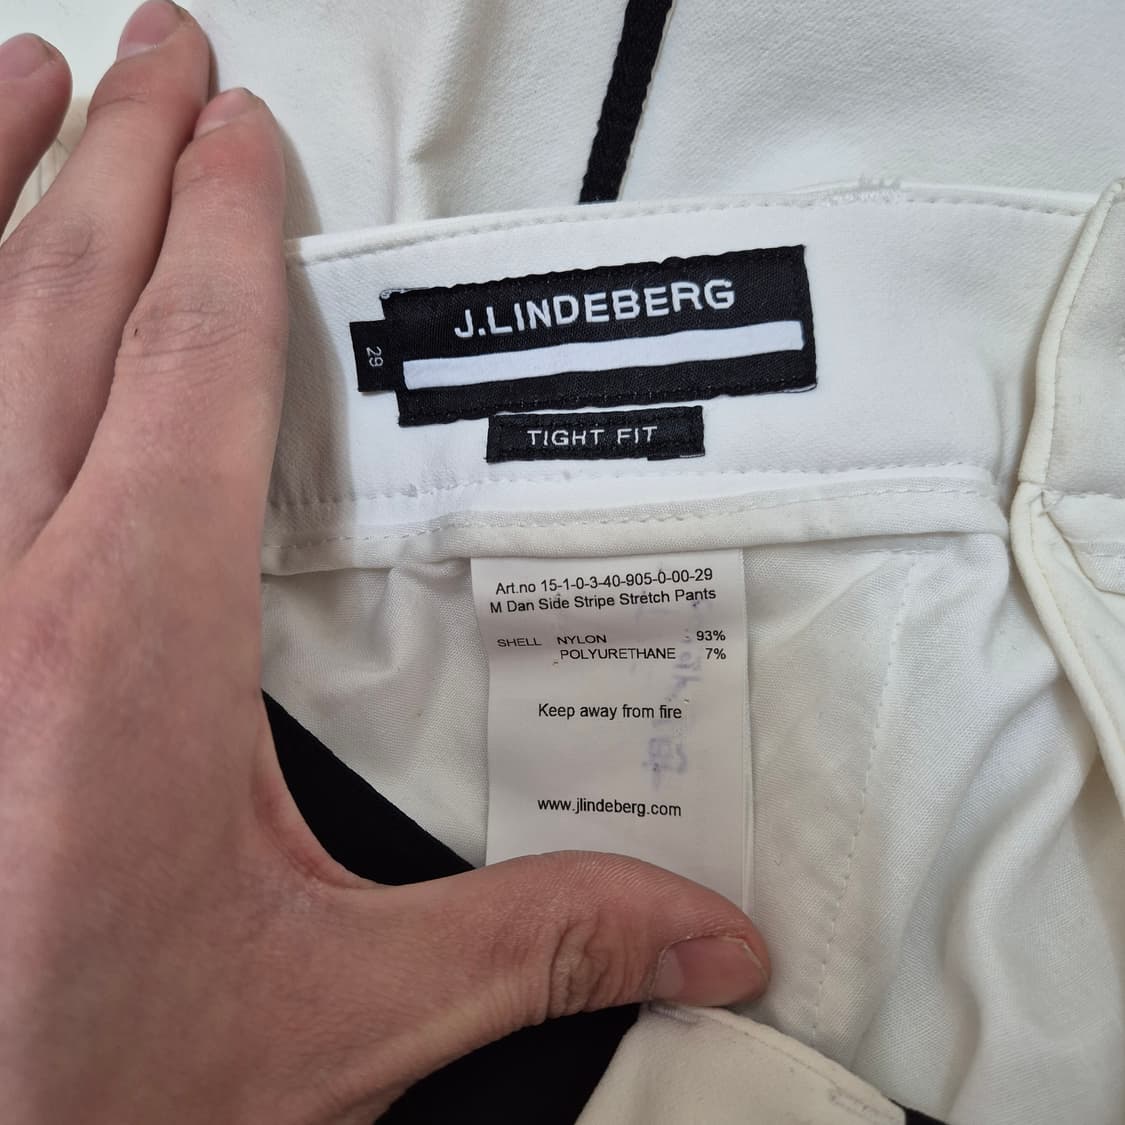 J.LINDEBERG
29
TIGHT FIT
Art.no 15-1-0-3-40-905-0-00-29
M Dan Side Stripe Stretch Pants
SHELL NYLON 93%
POLYURETHANE 7%
Keep away from fire
www.jlindeberg.com